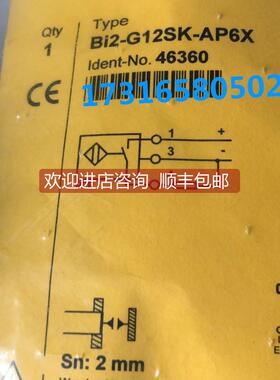 Qty
1
Type
Bi2-G12SK-AP6X
Ident-No. 46360
CE
17316580502
1 +
3 -
欢迎进店咨询 顺丰包邮
Sn: 2 mm